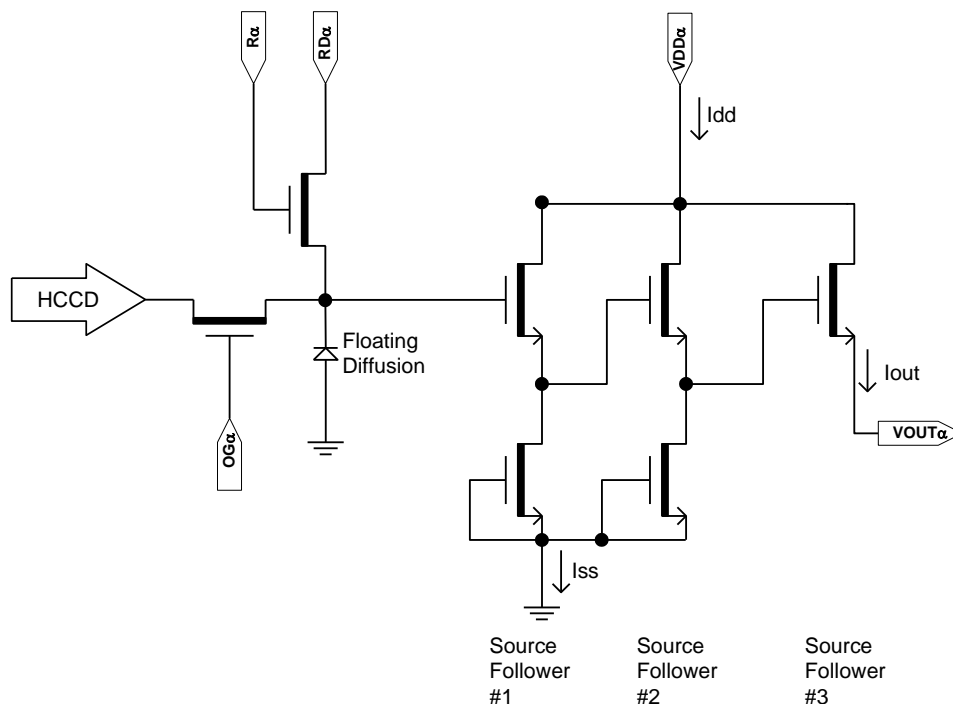 Rα
RDα
VDDα
Idd
HCCD
Floating
Diffusion
Iout
VOUTα
OGα
Iss
Source
Follower
#1
Source
Follower
#2
Source
Follower
#3